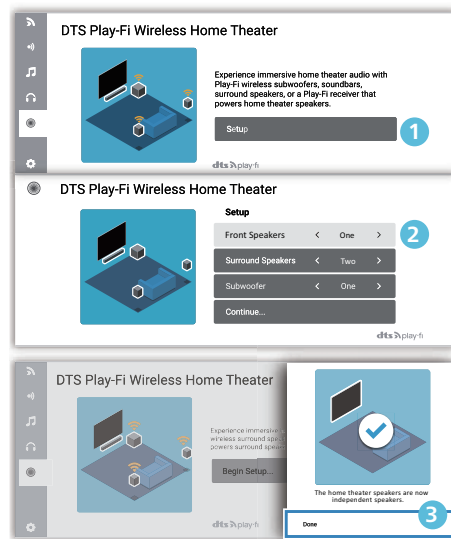 DTS Play-Fi Wireless Home Theater
Experience immersive home theater audio with
Play-Fi wireless subwoofers, soundbars,
surround speakers, or a Play-Fi receiver that
powers home theater speakers.
Setup
1
dts play-fi
DTS Play-Fi Wireless Home Theater
Setup
Front Speakers < One >
2
Surround Speakers < Two >
Subwoofer < One >
Continue...
dts play-fi
DTS Play-Fi Wireless Home Theater
Experience immersive
wireless surround
powers surround
Begin Setup...
dts play-fi
The home theater speakers are now
independent speakers.
3
Done